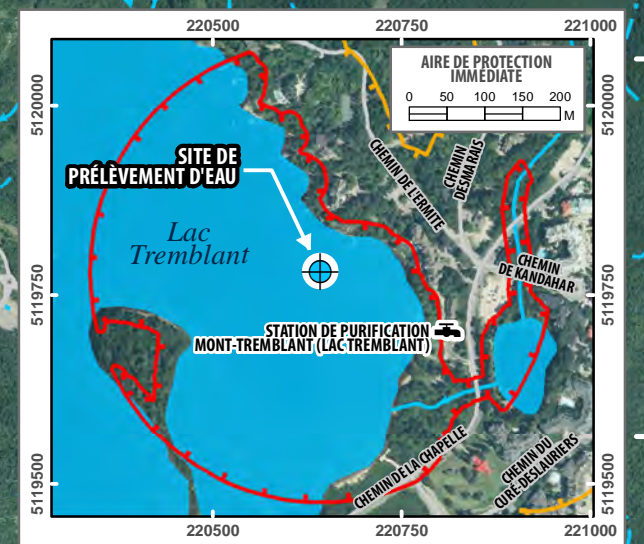 220500
220750
221000
AIRE DE PROTECTION
IMMÉDIATE
0 50 100 150 200
M
5120000
5119750
5119500
SITE DE
PRÉLÈVEMENT D'EAU
CHEMIN DE L'ERMITE
CHEMIN
DESMARAIS
Lac
Tremblant
CHEMIN
DE KANDAHAR
STATION DE PURIFICATION
MONT-TREMBLANT (LAC TREMBLANT)
CHEMIN DE LA CHAPELLE
CHEMIN DU
CURÉ-DESLAURIERS
5120000
5119750
5119500
220500
220750
221000